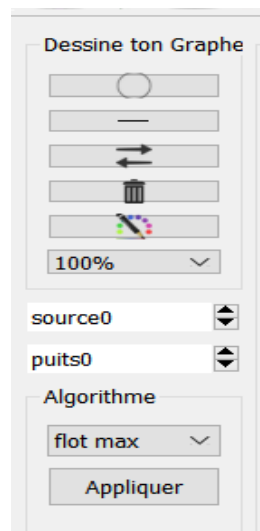 Dessine ton Graphe
100%
source0
puits0
Algorithme
flot max
Appliquer